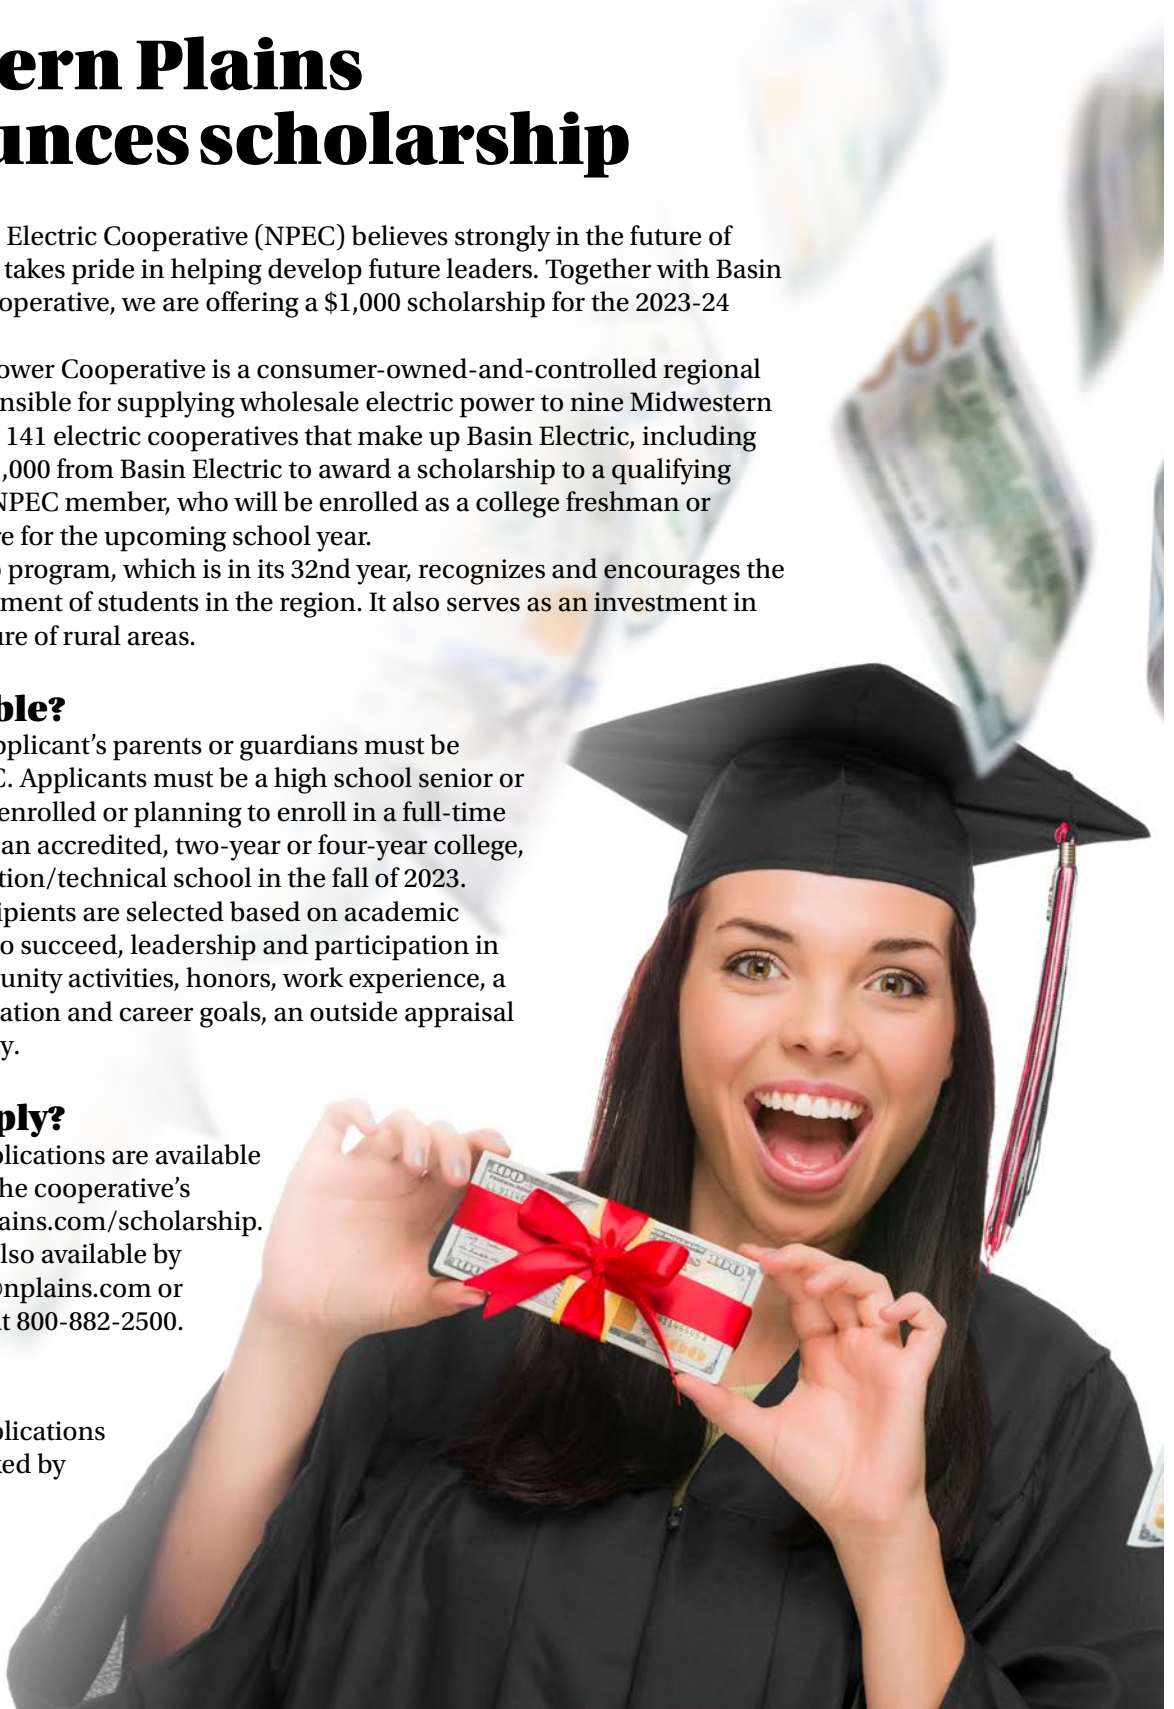 ern Plains
unces scholarship
Electric Cooperative (NPEC) believes strongly in the future of
takes pride in helping develop future leaders. Together with Basin
operative, we are offering a $1,000 scholarship for the 2023-24
ower Cooperative is a consumer-owned-and-controlled regional
nsible for supplying wholesale electric power to nine Midwestern
141 electric cooperatives that make up Basin Electric, including
,000 from Basin Electric to award a scholarship to a qualifying
NPEC member, who will be enrolled as a college freshman or
re for the upcoming school year.
program, which is in its 32nd year, recognizes and encourages the
ment of students in the region. It also serves as an investment in
ure of rural areas.
ble?
pplicant's parents or guardians must be
C. Applicants must be a high school senior or
enrolled or planning to enroll in a full-time
an accredited, two-year or four-year college,
tion/technical school in the fall of 2023.
ipients are selected based on academic
o succeed, leadership and participation in
unity activities, honors, work experience, a
ation and career goals, an outside appraisal
y.
ply?
plications are available
he cooperative's
ains.com/scholarship.
lso available by
@nplains.com or
t 800-882-2500.
plications
ked by
100
100
100